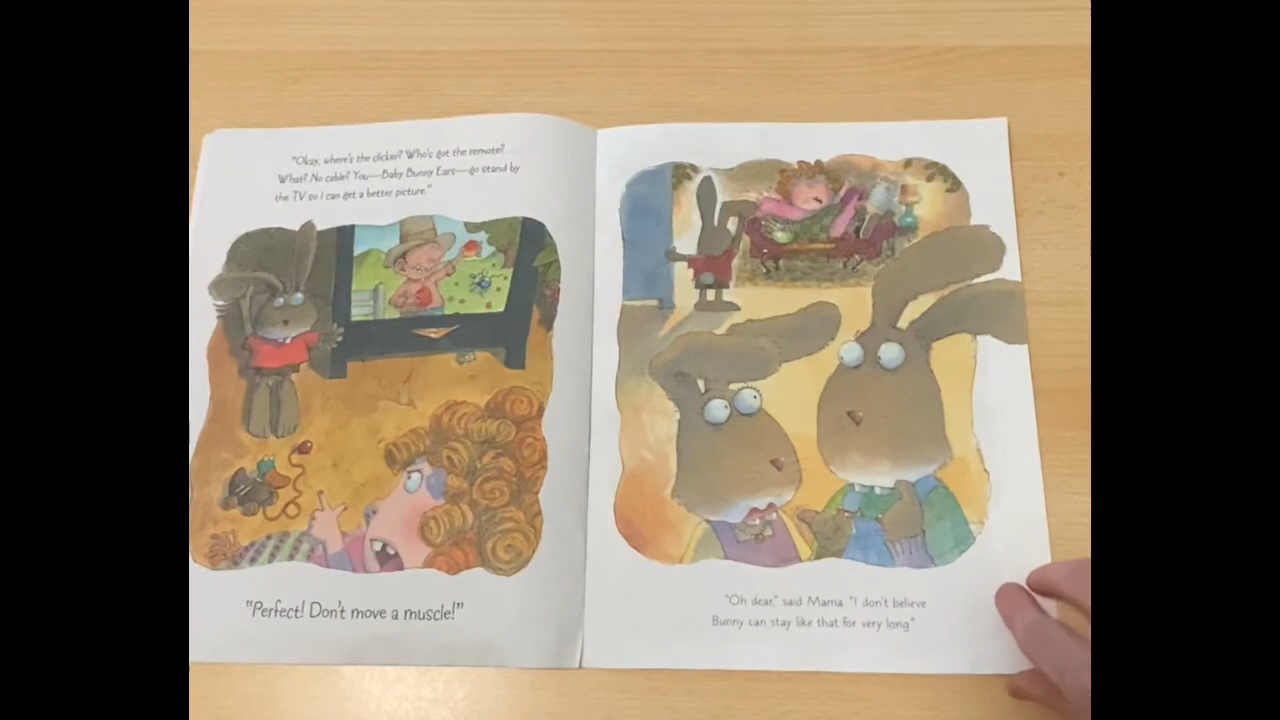 "Okay, where's the clicker? Who's got the remote? . . .
What? No cable? You—Baby Bunny Ears—go stand by
the TV so I can get a better picture."
"Perfect! Don't move a muscle!"
"Oh dear," said Mama. "I don't believe
Bunny can stay like that for very long."